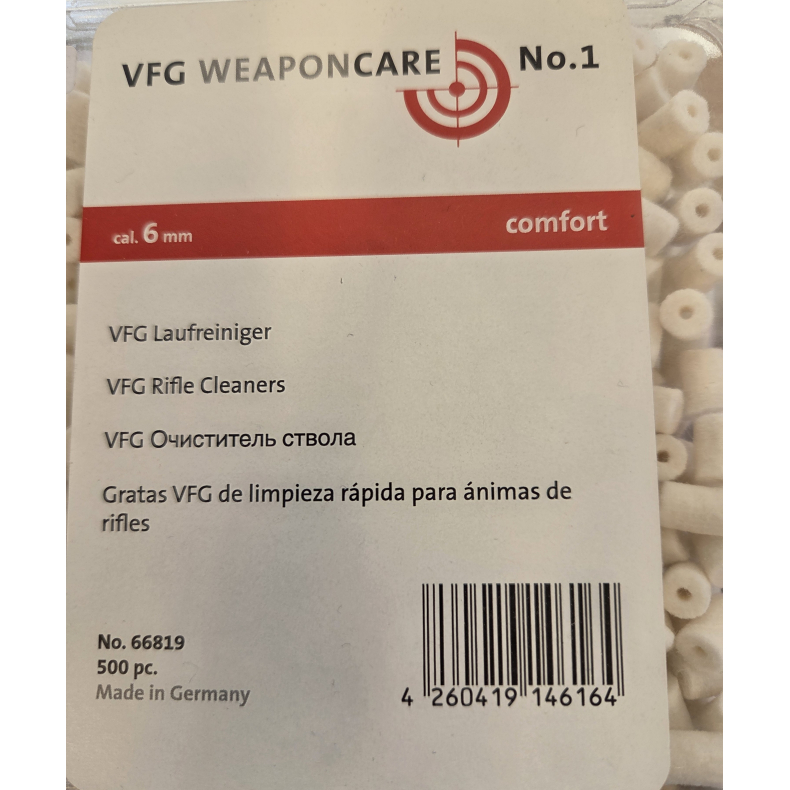 VFG WEAPONCARE No.1
cal. 6 mm comfort
VFG Laufreiniger
VFG Rifle Cleaners
VFG Очиститель ствола
Gratas VFG de limpieza rápida para ánimas de
rifles
No. 66819
500 pc.
Made in Germany
4 260419 146164